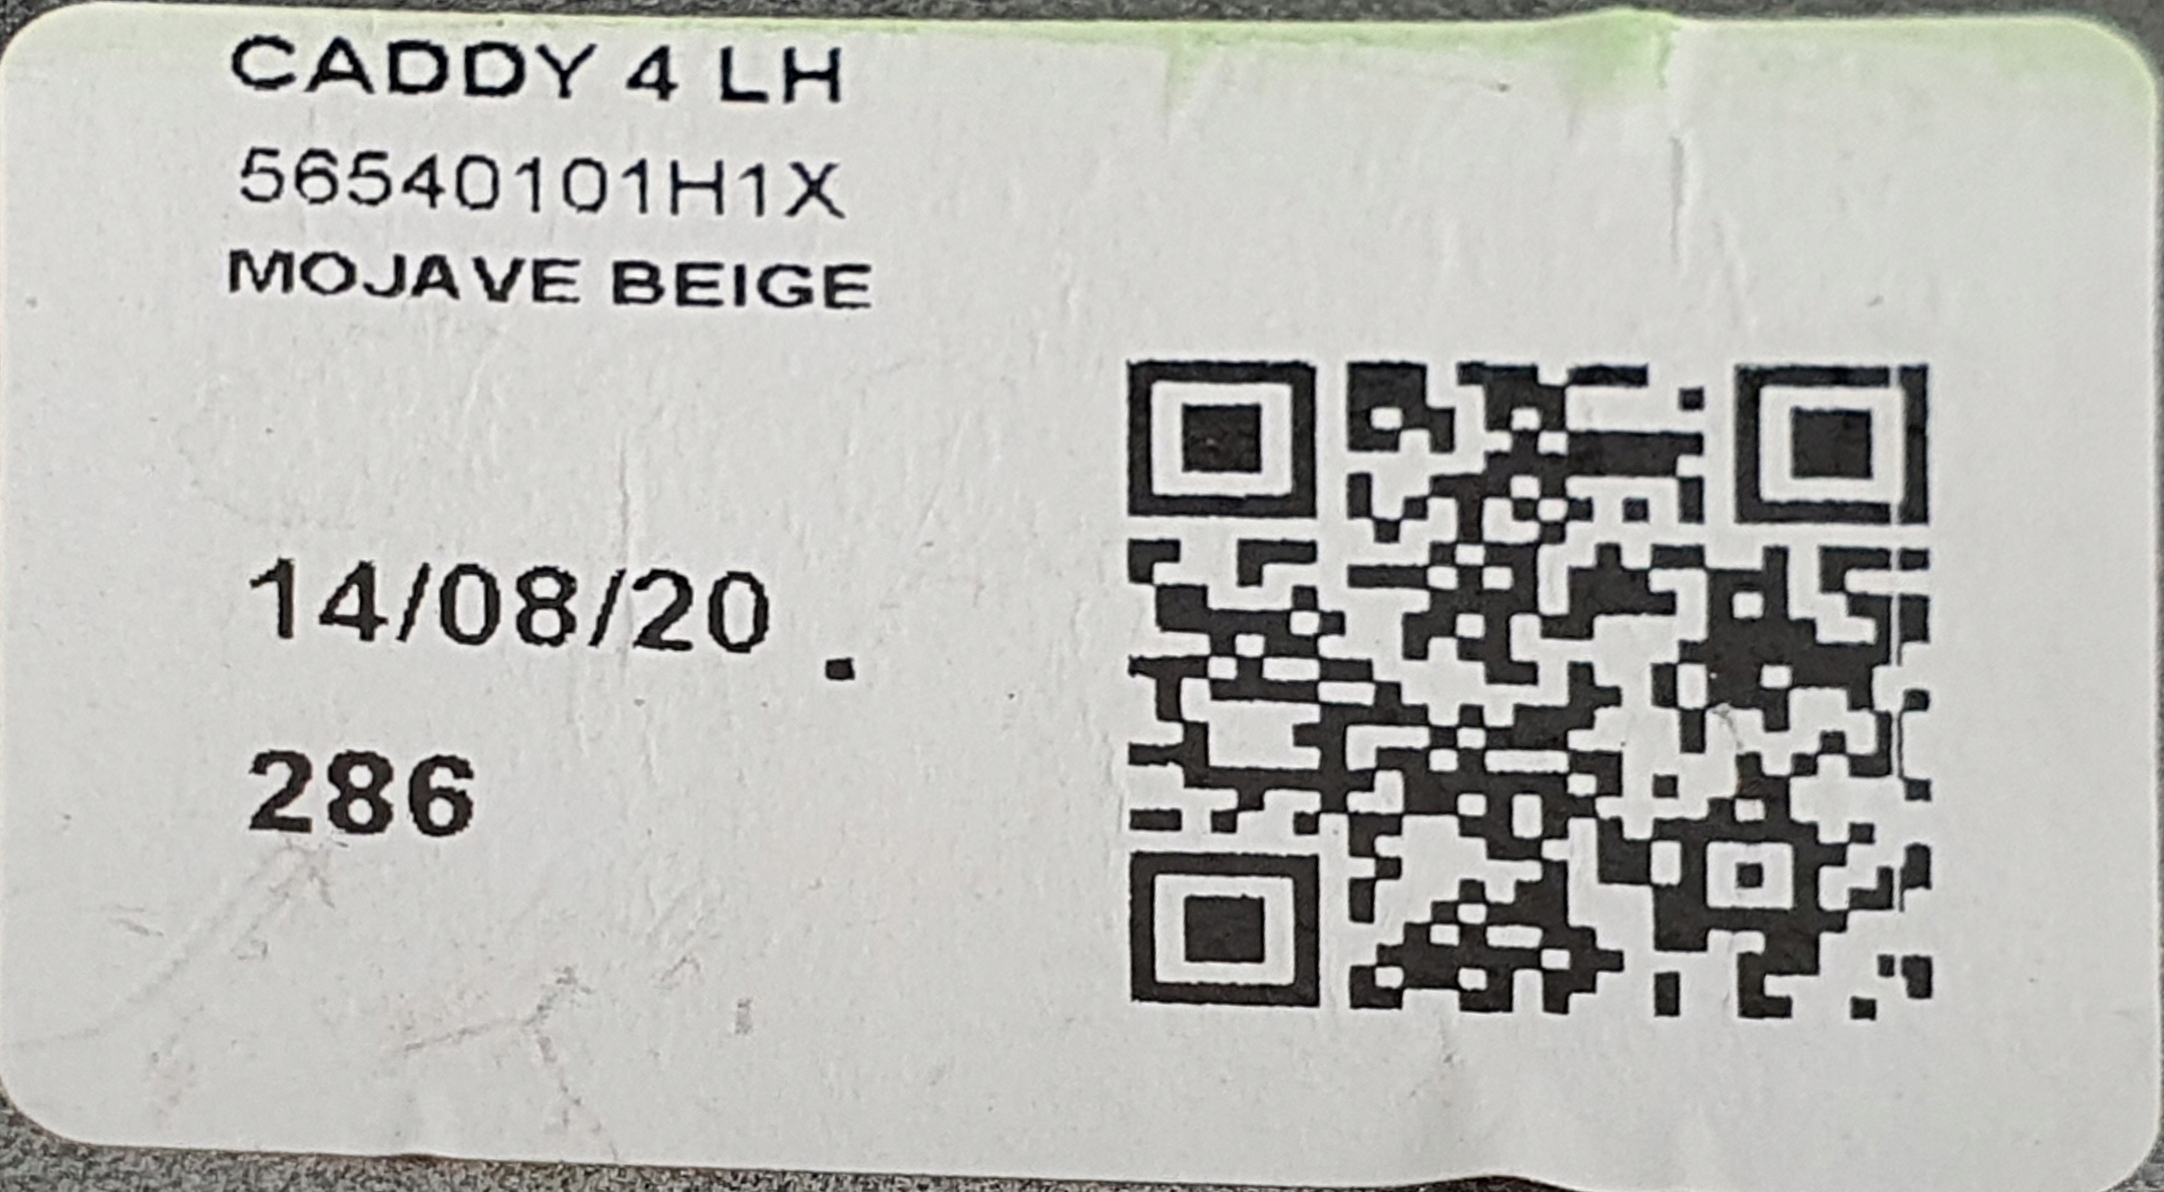 CADDY 4 LH
56540101H1X
MOJAVE BEIGE
14/08/20 .
286